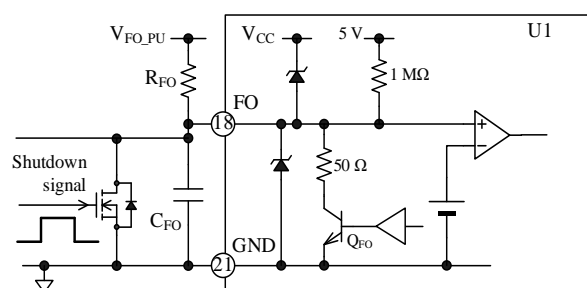 V_FO_PU
V_CC
5 V
U1
R_FO
1 MΩ
FO
18
Shutdown
signal
50 Ω
C_FO
Q_FO
GND
21